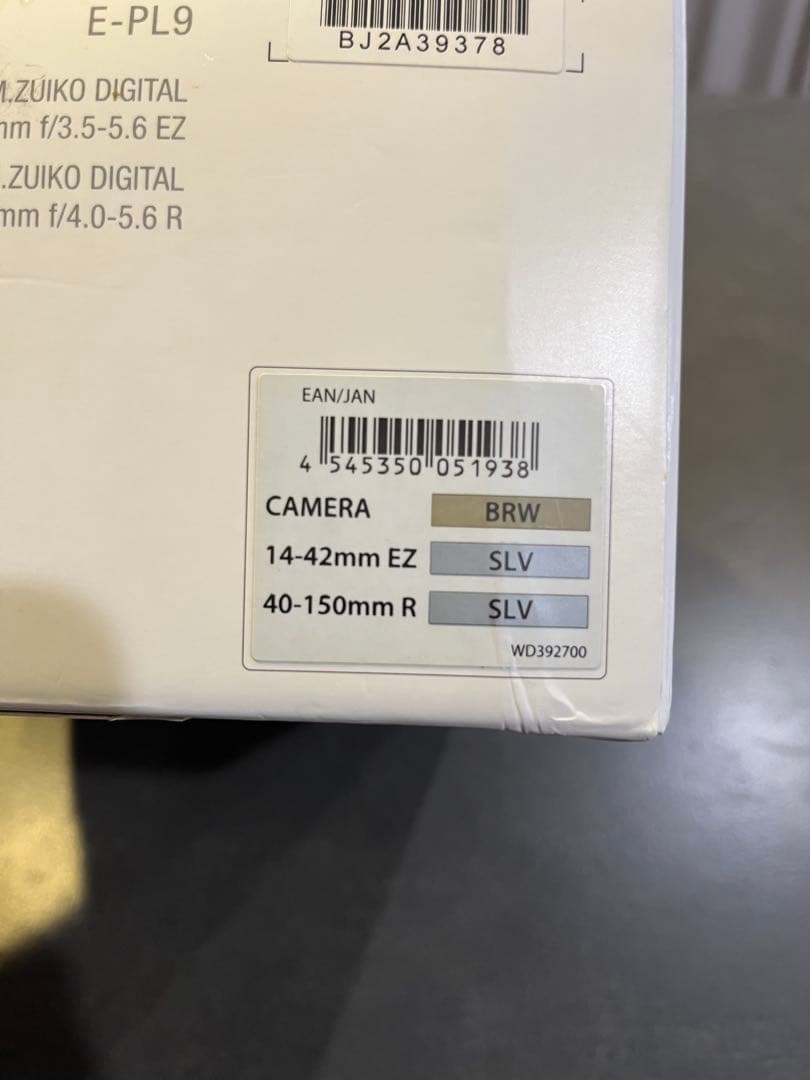 E-PL9
BJ2A39378
M.ZUIKO DIGITAL
mm f/3.5-5.6 EZ
.ZUIKO DIGITAL
mm f/4.0-5.6 R
EAN/JAN
4 545350 051938
CAMERA BRW
14-42mm EZ SLV
40-150mm R SLV
WD392700